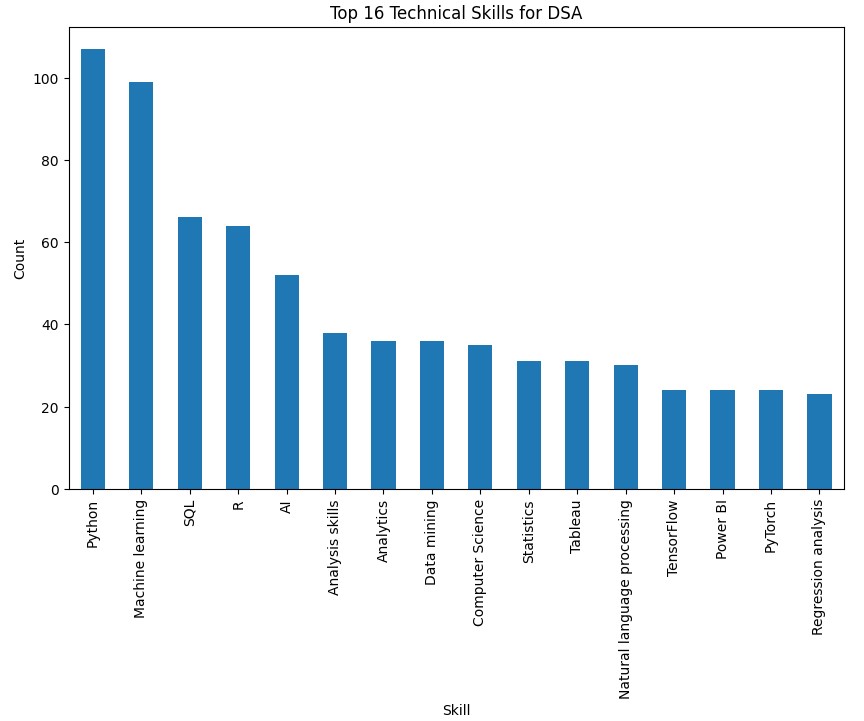 Top 16 Technical Skills for DSA
Count
100
80
60
40
20
0
Python
Machine learning
SQL
R
AI
Analysis skills
Analytics
Data mining
Computer Science
Statistics
Tableau
Natural language processing
TensorFlow
Power BI
PyTorch
Regression analysis
Skill